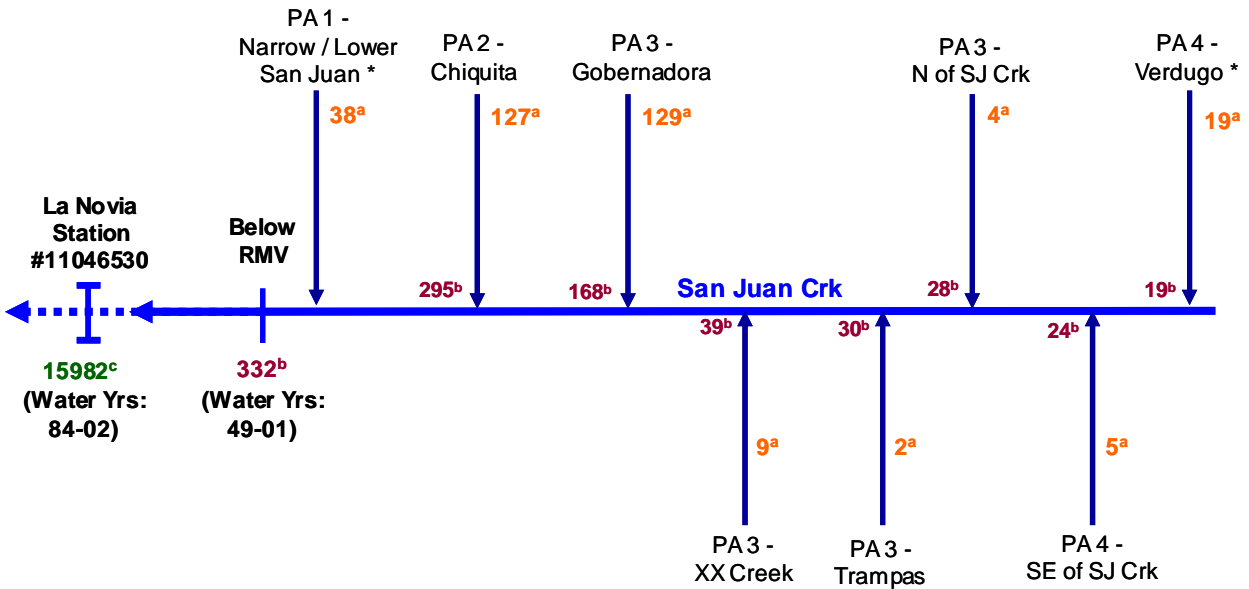 PA 1 -
Narrow / Lower
San Juan *
38ᵃ
PA 2 -
Chiquita
127ᵃ
PA 3 -
Gobernadora
129ᵃ
PA 3 -
N of SJ Crk
4ᵃ
PA 4 -
Verdugo *
19ᵃ
La Novia
Station
#11046530
Below
RMV
295ᵇ
168ᵇ
San Juan Crk
28ᵇ
19ᵇ
39ᵇ
30ᵇ
24ᵇ
15982ᶜ
(Water Yrs:
84-02)
332ᵇ
(Water Yrs:
49-01)
9ᵃ
PA 3 -
XX Creek
2ᵃ
PA 3 -
Trampas
5ᵃ
PA 4 -
SE of SJ Crk